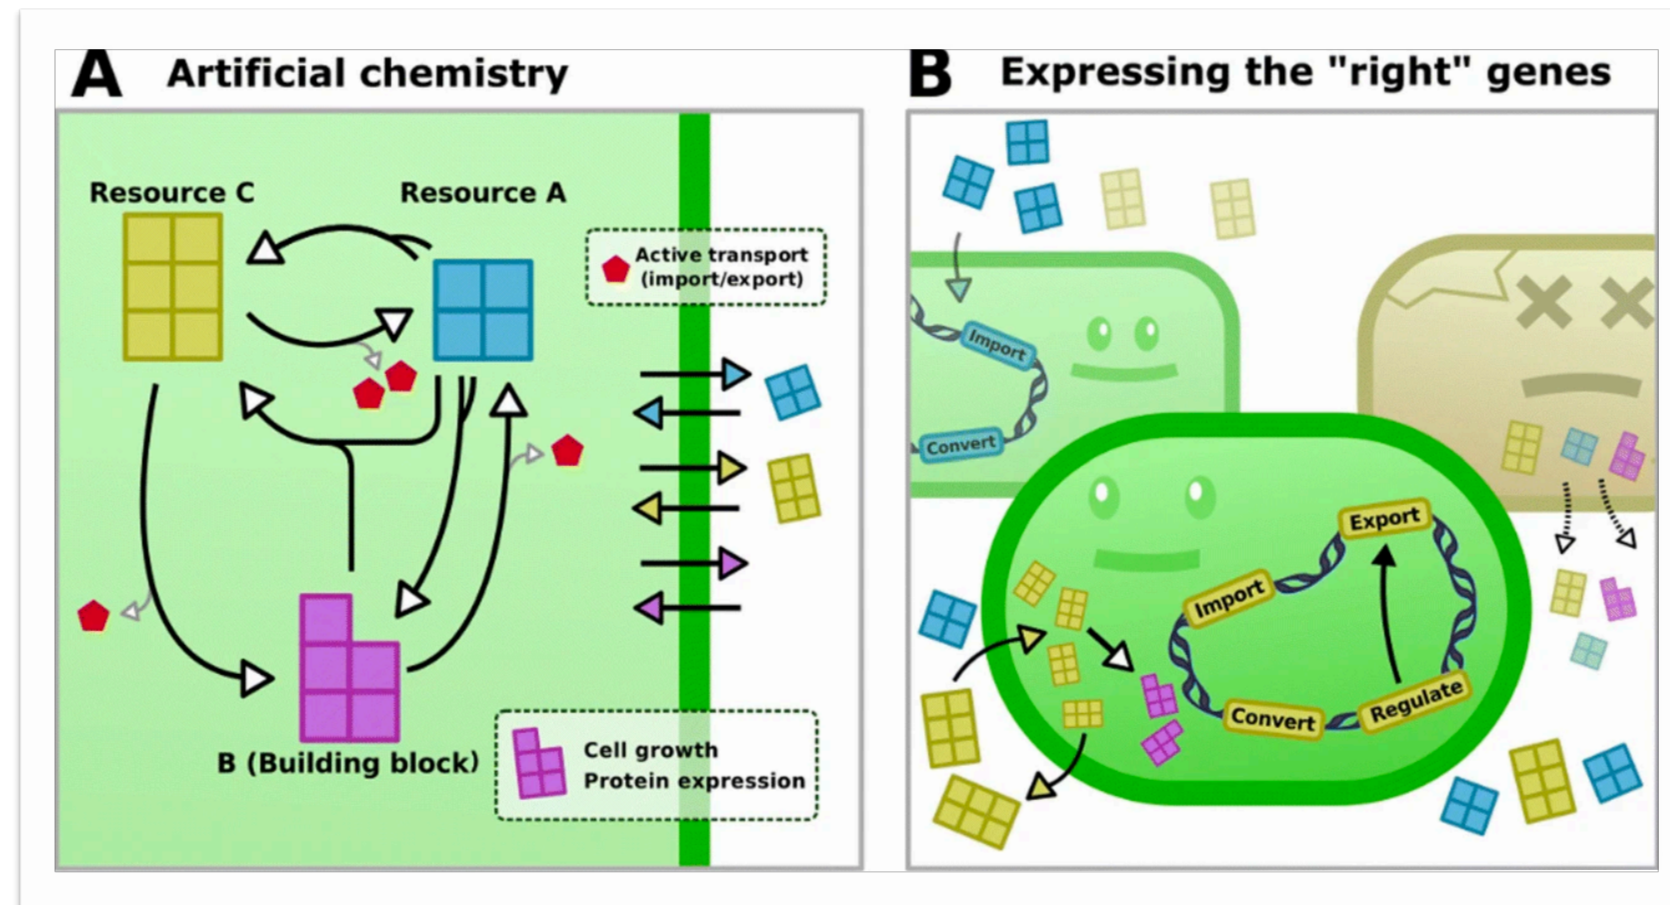 A Artificial chemistry
Resource C
Resource A
Active transport
(import/export)
B (Building block)
Cell growth
Protein expression
B Expressing the "right" genes
Import
Convert
Export
Import
Convert
Regulate